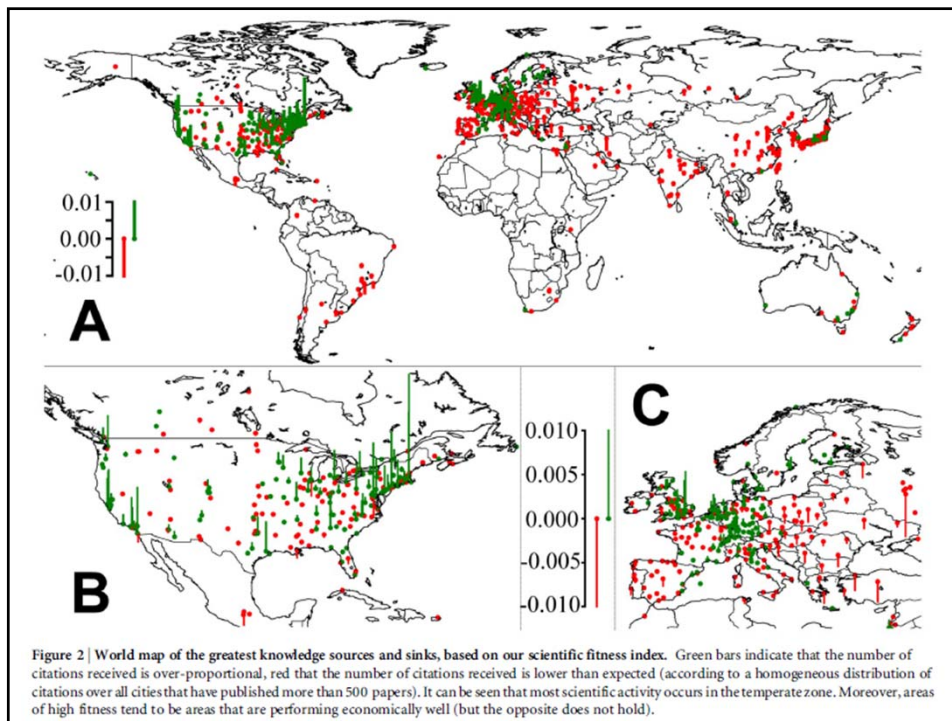 0.01
0.00
-0.01
A
B
C
0.010
0.005
0.000
-0.005
-0.010
Figure 2 | World map of the greatest knowledge sources and sinks, based on our scientific fitness index. Green bars indicate that the number of
citations received is over-proportional, red that the number of citations received is lower than expected (according to a homogeneous distribution of
citations over all cities that have published more than 500 papers). It can be seen that most scientific activity occurs in the temperate zone. Moreover, areas
of high fitness tend to be areas that are performing economically well (but the opposite does not hold).